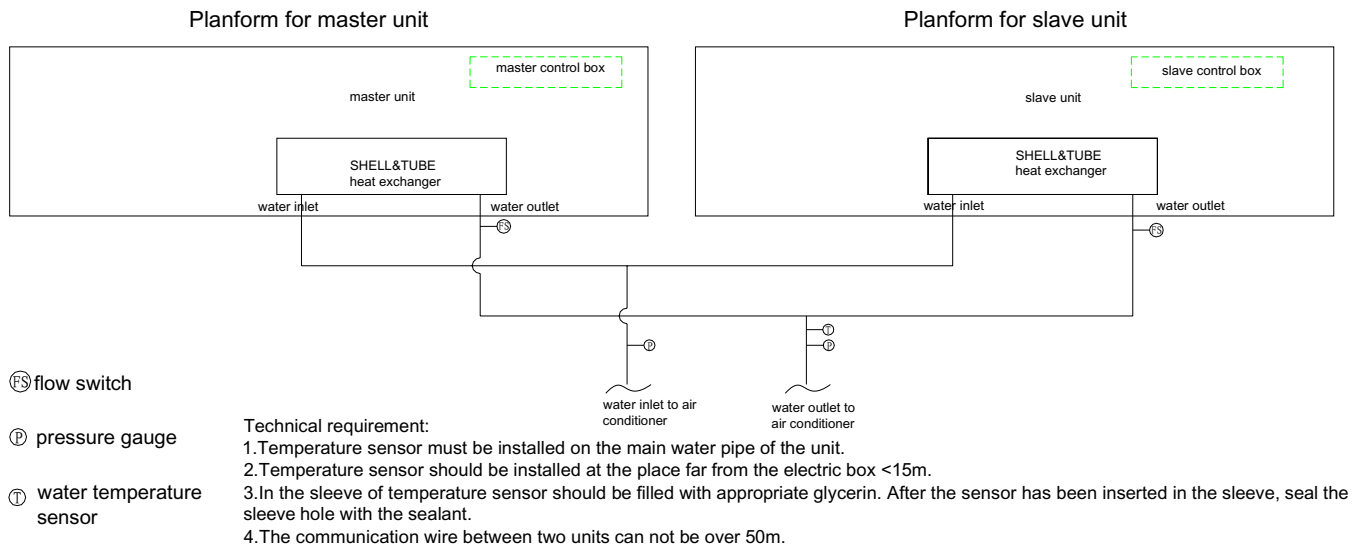 Planform for master unit
Planform for slave unit
master control box
slave control box
master unit
slave unit
SHELL&TUBE
heat exchanger
SHELL&TUBE
heat exchanger
water inlet
water outlet
water inlet
water outlet
FS
FS
T
P
P
FS flow switch
water inlet to air
conditioner
water outlet to
air conditioner
P pressure gauge
T water temperature
sensor
Technical requirement:
1.Temperature sensor must be installed on the main water pipe of the unit.
2.Temperature sensor should be installed at the place far from the electric box <15m.
3.In the sleeve of temperature sensor should be filled with appropriate glycerin. After the sensor has been inserted in the sleeve, seal the
sleeve hole with the sealant.
4.The communication wire between two units can not be over 50m.